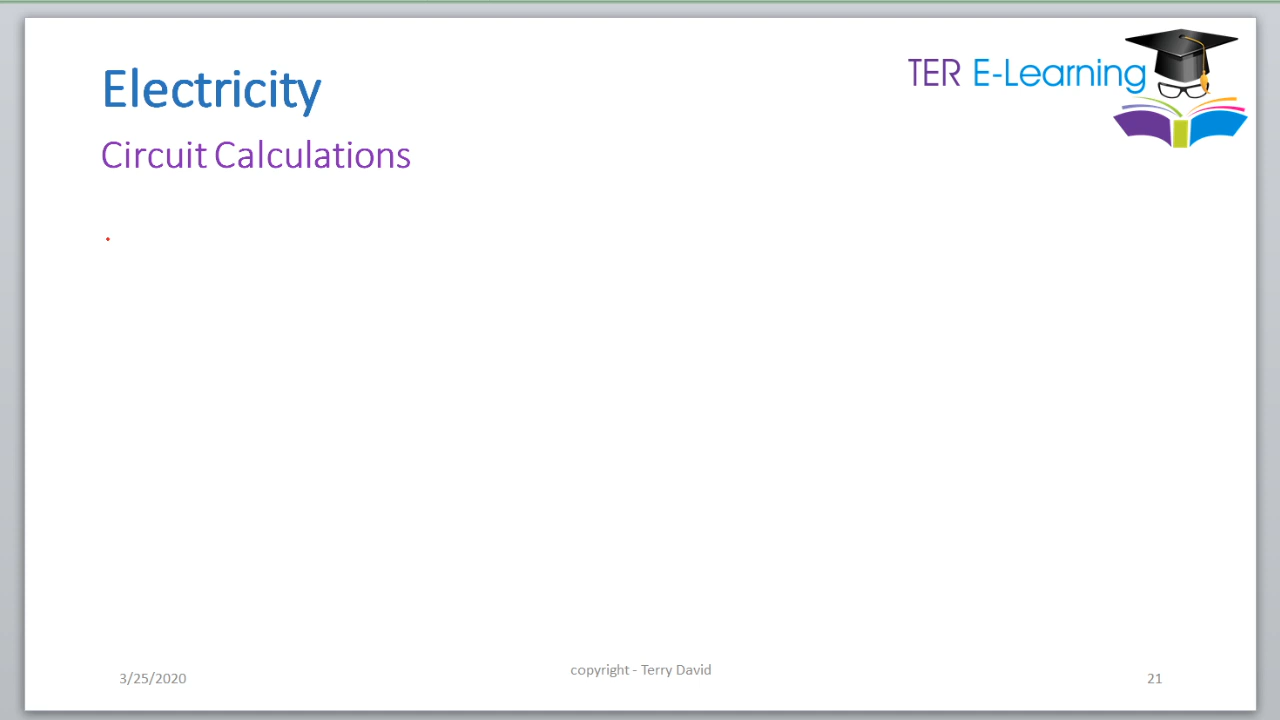 Electricity
TER E-Learning
Circuit Calculations
3/25/2020
copyright - Terry David
21